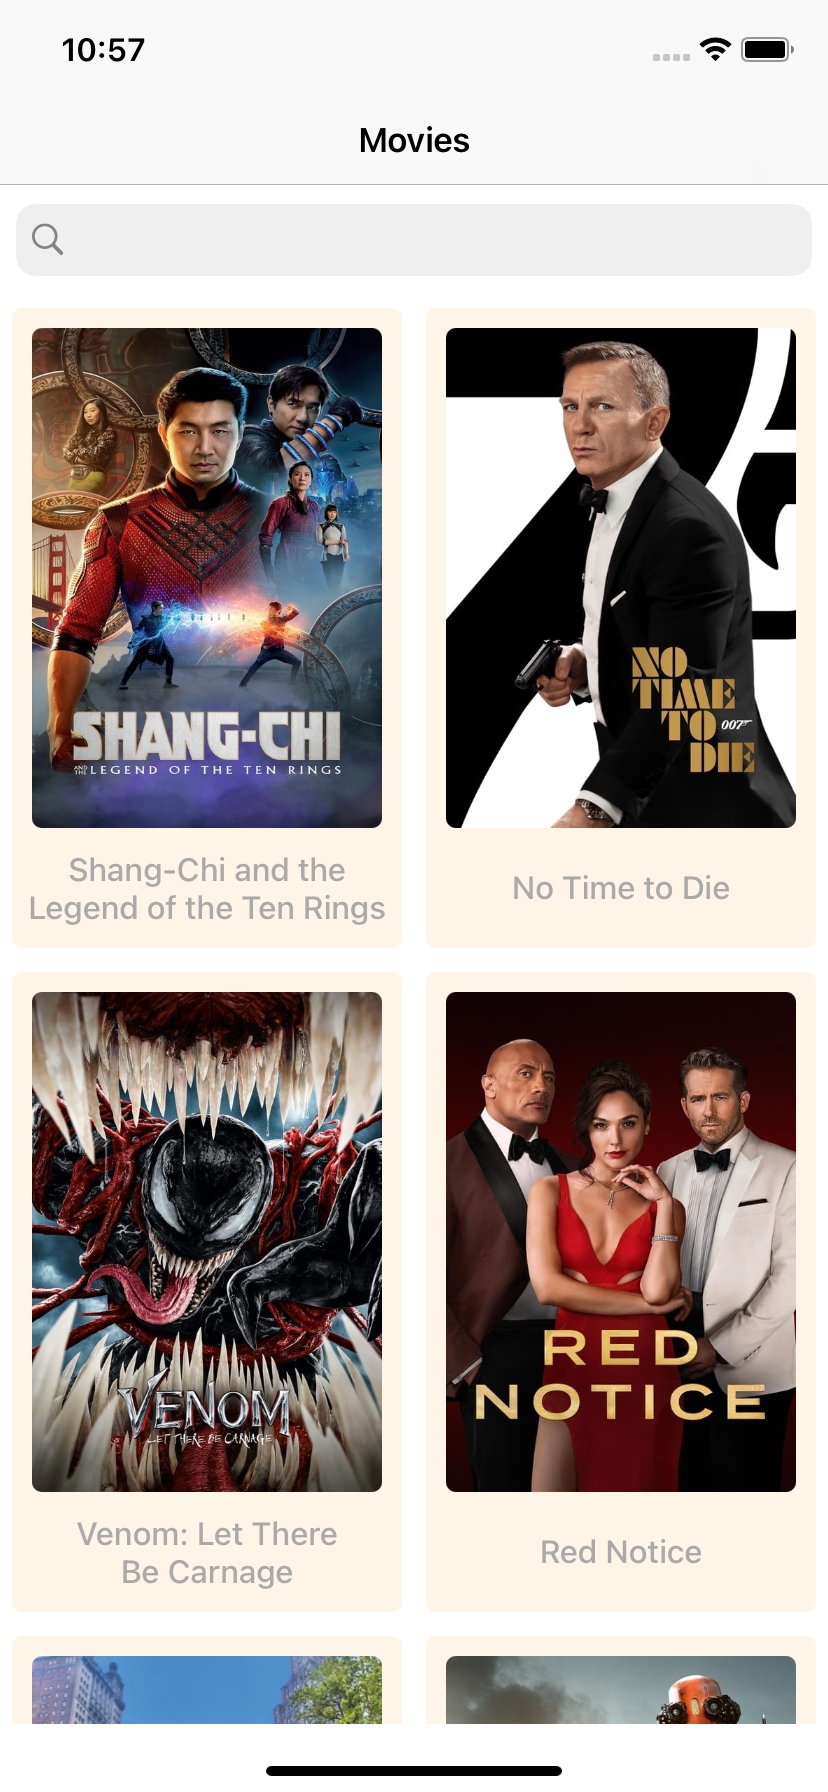 10:57
Movies
SHANG-CHI
AND THE LEGEND OF THE TEN RINGS
NO
TIME
TO 007
DIE
Shang-Chi and the
Legend of the Ten Rings
No Time to Die
VENOM
LET THERE BE CARNAGE
RED
NOTICE
Venom: Let There
Be Carnage
Red Notice